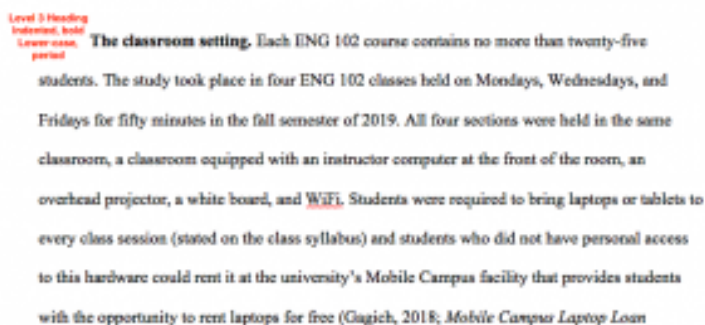 Level 3 Heading
Indented, bold
Lower-case,
period
The classroom setting. Each ENG 102 course contains no more than twenty-five
students. The study took place in four ENG 102 classes held on Mondays, Wednesdays, and
Fridays for fifty minutes in the fall semester of 2019. All four sections were held in the same
classroom, a classroom equipped with an instructor computer at the front of the room, an
overhead projector, a white board, and WiFi. Students were required to bring laptops or tablets to
every class session (stated on the class syllabus) and students who did not have personal access
to this hardware could rent it at the university's Mobile Campus facility that provides students
with the opportunity to rent laptops for free (Gagich, 2018; Mobile Campus Laptop Loan